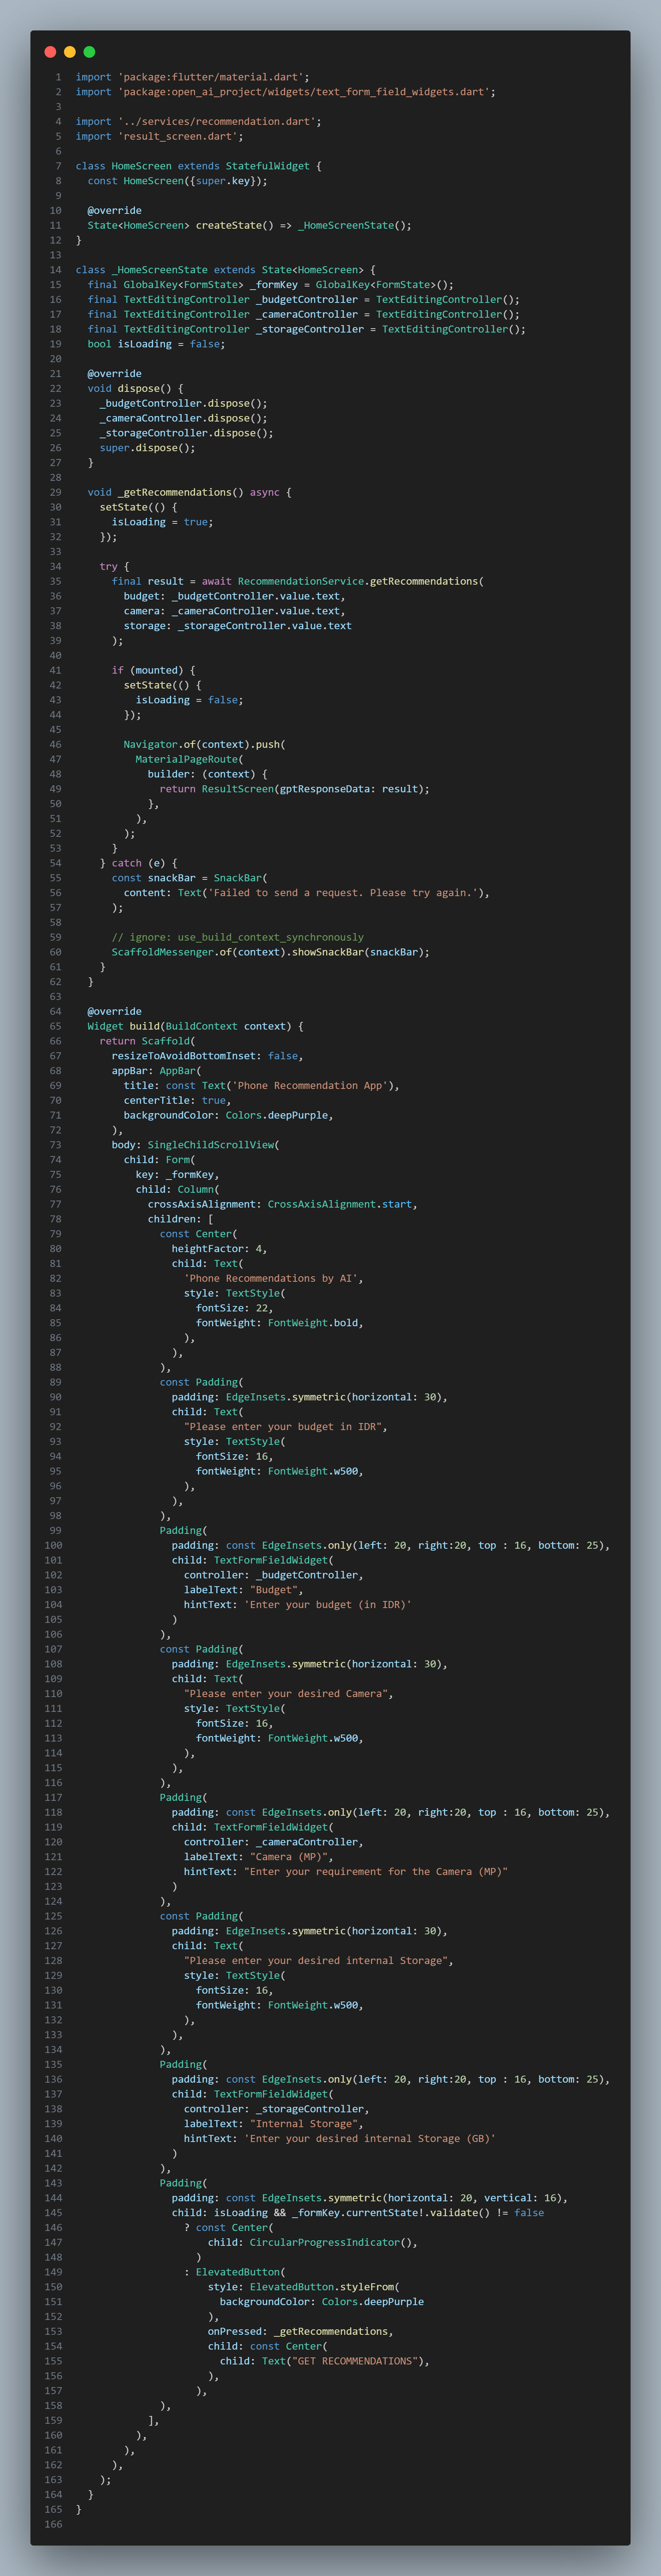 1 import 'package:flutter/material.dart';
2 import 'package:open_ai_project/widgets/text_form_field_widgets.dart';
3
4 import '../services/recommendation.dart';
5 import 'result_screen.dart';
6
7 class HomeScreen extends StatefulWidget {
8   const HomeScreen({super.key});
9
10   @override
11   State<HomeScreen> createState() => _HomeScreenState();
12 }
13
14 class _HomeScreenState extends State<HomeScreen> {
15   final GlobalKey<FormState> _formKey = GlobalKey<FormState>();
16   final TextEditingController _budgetController = TextEditingController();
17   final TextEditingController _cameraController = TextEditingController();
18   final TextEditingController _storageController = TextEditingController();
19   bool isLoading = false;
20
21   @override
22   void dispose() {
23     _budgetController.dispose();
24     _cameraController.dispose();
25     _storageController.dispose();
26     super.dispose();
27   }
28
29   void _getRecommendations() async {
30     setState(() {
31       isLoading = true;
32     });
33
34     try {
35       final result = await RecommendationService.getRecommendations(
36         budget: _budgetController.value.text,
37         camera: _cameraController.value.text,
38         storage: _storageController.value.text
39       );
40
41       if (mounted) {
42         setState(() {
43           isLoading = false;
44         });
45
46         Navigator.of(context).push(
47           MaterialPageRoute(
48             builder: (context) {
49               return ResultScreen(gptResponseData: result);
50             },
51           ),
52         );
53       }
54     } catch (e) {
55       const snackBar = SnackBar(
56         content: Text('Failed to send a request. Please try again.'),
57       );
58
59       // ignore: use_build_context_synchronously
60       ScaffoldMessenger.of(context).showSnackBar(snackBar);
61     }
62   }
63
64   @override
65   Widget build(BuildContext context) {
66     return Scaffold(
67       resizeToAvoidBottomInset: false,
68       appBar: AppBar(
69         title: const Text('Phone Recommendation App'),
70         centerTitle: true,
71         backgroundColor: Colors.deepPurple,
72       ),
73       body: SingleChildScrollView(
74         child: Form(
75           key: _formKey,
76           child: Column(
77             crossAxisAlignment: CrossAxisAlignment.start,
78             children: [
79               const Center(
80                 heightFactor: 4,
81                 child: Text(
82                   'Phone Recommendations by AI',
83                   style: TextStyle(
84                     fontSize: 22,
85                     fontWeight: FontWeight.bold,
86                   ),
87                 ),
88               ),
89               const Padding(
90                 padding: EdgeInsets.symmetric(horizontal: 30),
91                 child: Text(
92                   "Please enter your budget in IDR",
93                   style: TextStyle(
94                     fontSize: 16,
95                     fontWeight: FontWeight.w500,
96                   ),
97                 ),
98               ),
99               Padding(
100                 padding: const EdgeInsets.only(left: 20, right:20, top : 16, bottom: 25),
101                 child: TextFormFieldWidget(
102                   controller: _budgetController,
103                   labelText: "Budget",
104                   hintText: 'Enter your budget (in IDR)'
105                 )
106               ),
107               const Padding(
108                 padding: EdgeInsets.symmetric(horizontal: 30),
109                 child: Text(
110                   "Please enter your desired Camera",
111                   style: TextStyle(
112                     fontSize: 16,
113                     fontWeight: FontWeight.w500,
114                   ),
115                 ),
116               ),
117               Padding(
118                 padding: const EdgeInsets.only(left: 20, right:20, top : 16, bottom: 25),
119                 child: TextFormFieldWidget(
120                   controller: _cameraController,
121                   labelText: "Camera (MP)",
122                   hintText: "Enter your requirement for the Camera (MP)"
123                 )
124               ),
125               const Padding(
126                 padding: EdgeInsets.symmetric(horizontal: 30),
127                 child: Text(
128                   "Please enter your desired internal Storage",
129                   style: TextStyle(
130                     fontSize: 16,
131                     fontWeight: FontWeight.w500,
132                   ),
133                 ),
134               ),
135               Padding(
136                 padding: const EdgeInsets.only(left: 20, right:20, top : 16, bottom: 25),
137                 child: TextFormFieldWidget(
138                   controller: _storageController,
139                   labelText: "Internal Storage",
140                   hintText: 'Enter your desired internal Storage (GB)'
141                 )
142               ),
143               Padding(
144                 padding: const EdgeInsets.symmetric(horizontal: 20, vertical: 16),
145                 child: isLoading && _formKey.currentState!.validate() != false
146                   ? const Center(
147                       child: CircularProgressIndicator(),
148                     )
149                   : ElevatedButton(
150                       style: ElevatedButton.styleFrom(
151                         backgroundColor: Colors.deepPurple
152                       ),
153                       onPressed: _getRecommendations,
154                       child: const Center(
155                         child: Text("GET RECOMMENDATIONS"),
156                       ),
157                     ),
158               ),
159             ],
160           ),
161         ),
162       ),
163     );
164   }
165 }
166